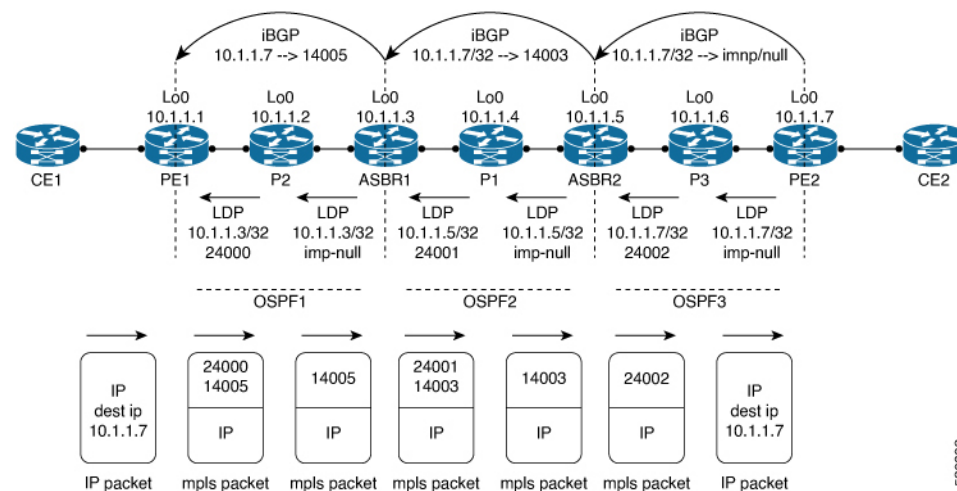 iBGP
10.1.1.7 --> 14005
iBGP
10.1.1.7/32 --> 14003
iBGP
10.1.1.7/32 --> imnp/null
Lo0
10.1.1.1
Lo0
10.1.1.2
Lo0
10.1.1.3
Lo0
10.1.1.4
Lo0
10.1.1.5
Lo0
10.1.1.6
Lo0
10.1.1.7
CE1
PE1
P2
ASBR1
P1
ASBR2
P3
PE2
CE2
LDP
10.1.1.3/32
24000
LDP
10.1.1.3/32
imp-null
LDP
10.1.1.5/32
24001
LDP
10.1.1.5/32
imp-null
LDP
10.1.1.7/32
24002
LDP
10.1.1.7/32
imp-null
OSPF1
OSPF2
OSPF3
IP
dest ip
10.1.1.7
IP packet
24000
14005
IP
mpls packet
14005
IP
mpls packet
24001
14003
IP
mpls packet
14003
IP
mpls packet
24002
IP
mpls packet
IP
dest ip
10.1.1.7
IP packet